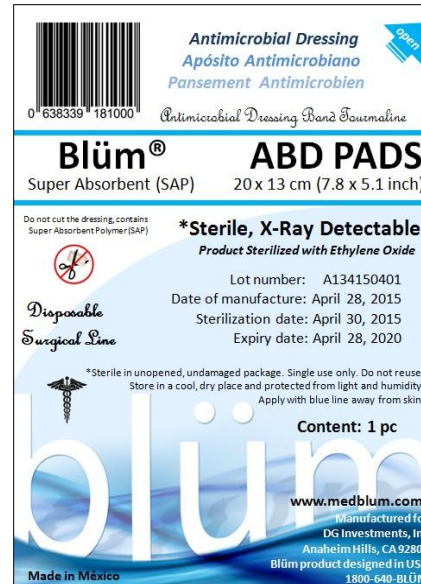 open
Antimicrobial Dressing
Apósito Antimicrobiano
Pansement Antimicrobien
0 638339 181000
Antimicrobial Dressing Band Tourmaline
Blüm® ABD PADS
Super Absorbent (SAP) 20 x 13 cm (7.8 x 5.1 inch)
Do not cut the dressing, contains
Super Absorbent Polymer (SAP)
*Sterile, X-Ray Detectable
Product Sterilized with Ethylene Oxide
Lot number: A134150401
Date of manufacture: April 28, 2015
Sterilization date: April 30, 2015
Expiry date: April 28, 2020
Disposable
Surgical Line
*Sterile in unopened, undamaged package. Single use only. Do not reuse
Store in a cool, dry place and protected from light and humidity
Apply with blue line away from skin
Content: 1 pc
blüm
www.medblum.com
Manufactured fo
DG Investments, In
Anaheim Hills, CA 9280
Blüm product designed in US
1800-640-BLÜ
Made in México